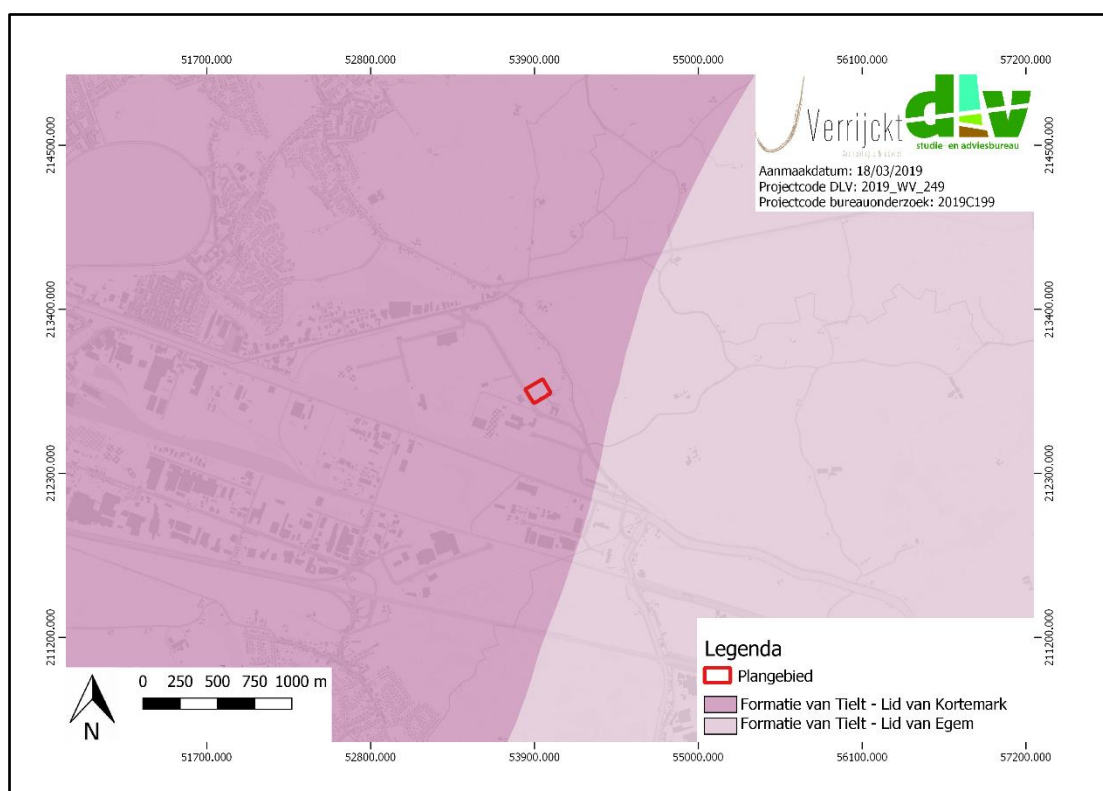 51700.000 52800.000 53900.000 55000.000 56100.000 57200.000
214500.000 214500.000
213400.000 213400.000
212300.000 212300.000
211200.000 211200.000
Verrijckt
dlv
studie- en adviesbureau
Aanmaakdatum: 18/03/2019
Projectcode DLV: 2019_WV_249
Projectcode bureauonderzoek: 2019C199
Legenda
Plangebied
Formatie van Tielt - Lid van Kortemark
Formatie van Tielt - Lid van Egem
0 250 500 750 1000 m
N
51700.000 52800.000 53900.000 55000.000 56100.000 57200.000